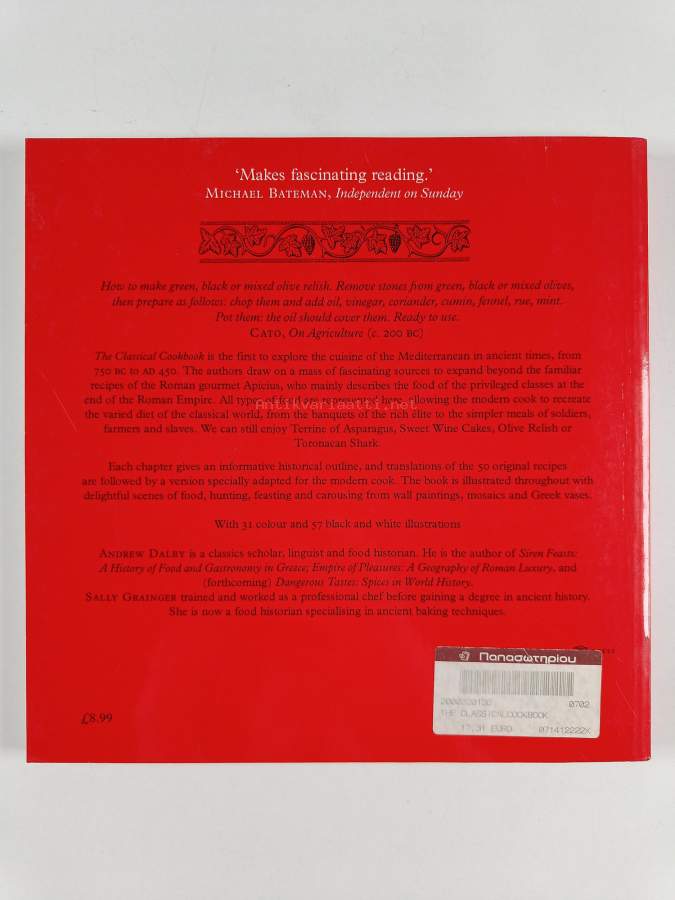 ‘Makes fascinating reading.’
MICHAEL BATEMAN, Independent on Sunday
How to make green, black or mixed olive relish. Remove stones from green, black or mixed olives,
then prepare as follows: chop them and add oil, vinegar, coriander, cumin, fennel, rue, mint.
Pot them: the oil should cover them. Ready to use.
CATO, On Agriculture (c. 200 BC)
The Classical Cookbook is the first to explore the cuisine of the Mediterranean in ancient times, from
750 BC to AD 450. The authors draw on a mass of fascinating sources to expand beyond the familiar
recipes of the Roman gourmet Apicius, who mainly describes the food of the privileged classes at the
end of the Roman Empire. All types of food are represented here, allowing the modern cook to recreate
Antikvariaatti.net
the varied diet of the classical world, from the banquets of the rich elite to the simpler meals of soldiers,
farmers and slaves. We can still enjoy Terrine of Asparagus, Sweet Wine Cakes, Olive Relish or
Toronaean Shark.
Each chapter gives an informative historical outline, and translations of the 50 original recipes
are followed by a version specially adapted for the modern cook. The book is illustrated throughout with
delightful scenes of food, hunting, feasting and carousing from wall paintings, mosaics and Greek vases.
With 31 colour and 57 black and white illustrations
ANDREW DALBY is a classics scholar, linguist and food historian. He is the author of Siren Feasts:
A History of Food and Gastronomy in Greece; Empire of Pleasures: A Geography of Roman Luxury, and
(forthcoming) Dangerous Tastes: Spices in World History.
SALLY GRAINGER trained and worked as a professional chef before gaining a degree in ancient history.
She is now a food historian specialising in ancient baking techniques.
Παπασωτηρίου
0702
THE CLASSICAL COOKBOOK
17,31 EURO 071412222X
£8.99